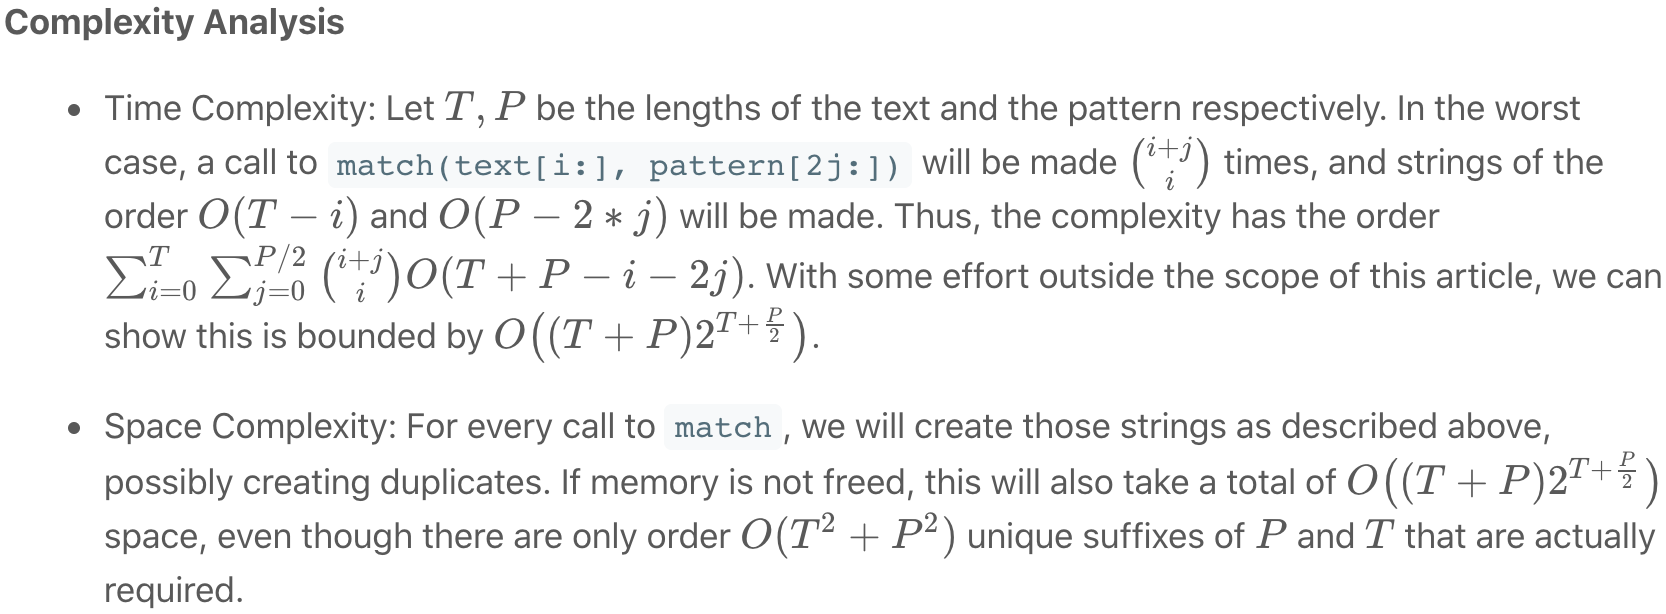 Complexity Analysis
• Time Complexity: Let T, P be the lengths of the text and the pattern respectively. In the worst
case, a call to match(text[i:], pattern[2j:]) will be made \binom{i+j}{i} times, and strings of the
order O(T − i) and O(P − 2 * j) will be made. Thus, the complexity has the order
\sum_{i=0}^{T} \sum_{j=0}^{P/2} \binom{i+j}{i} O(T + P − i − 2j). With some effort outside the scope of this article, we can
show this is bounded by O((T + P)2^{T+\frac{P}{2}}).
• Space Complexity: For every call to match, we will create those strings as described above,
possibly creating duplicates. If memory is not freed, this will also take a total of O((T + P)2^{T+\frac{P}{2}})
space, even though there are only order O(T^2 + P^2) unique suffixes of P and T that are actually
required.